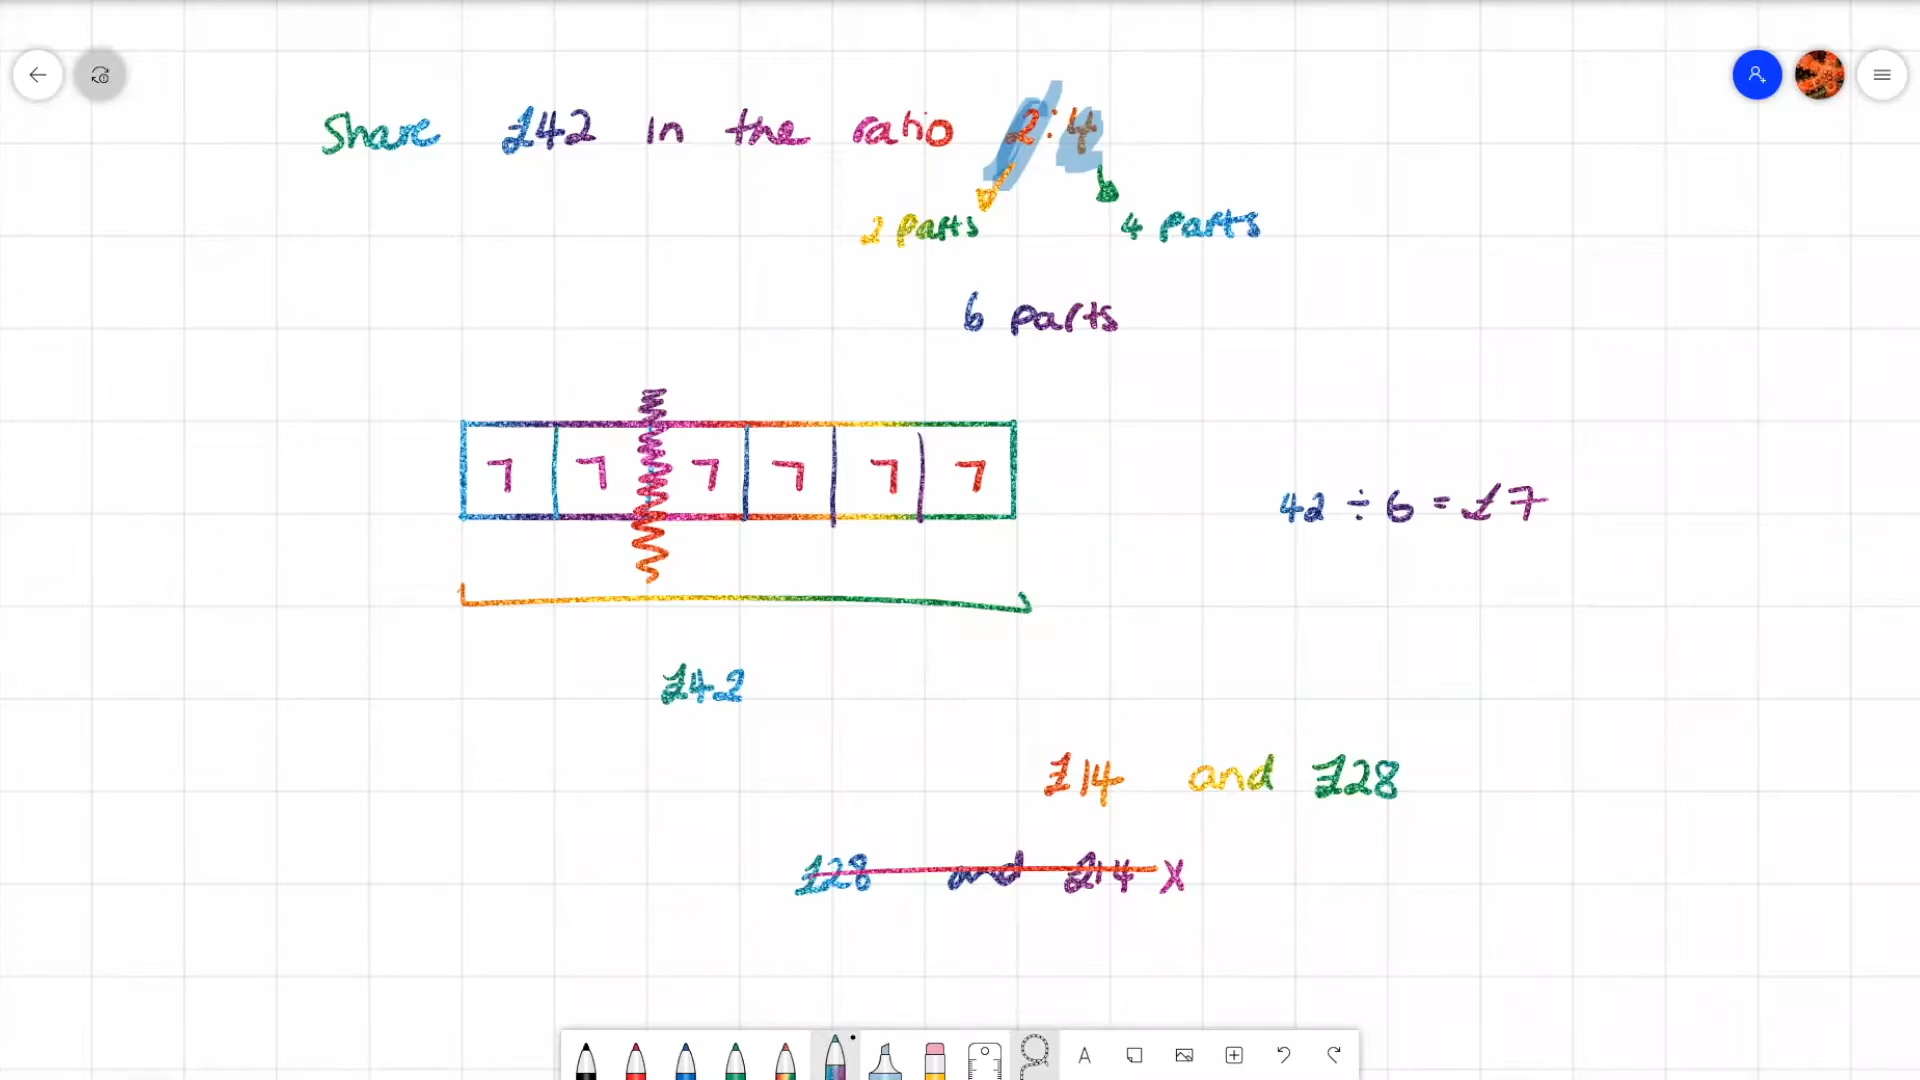 Share £42 in the ratio 2:4
2 parts 4 parts
6 parts
7 7 7 7 7 7
42 ÷ 6 = £7
£42
£14 and £28
£28 and £14 X
A